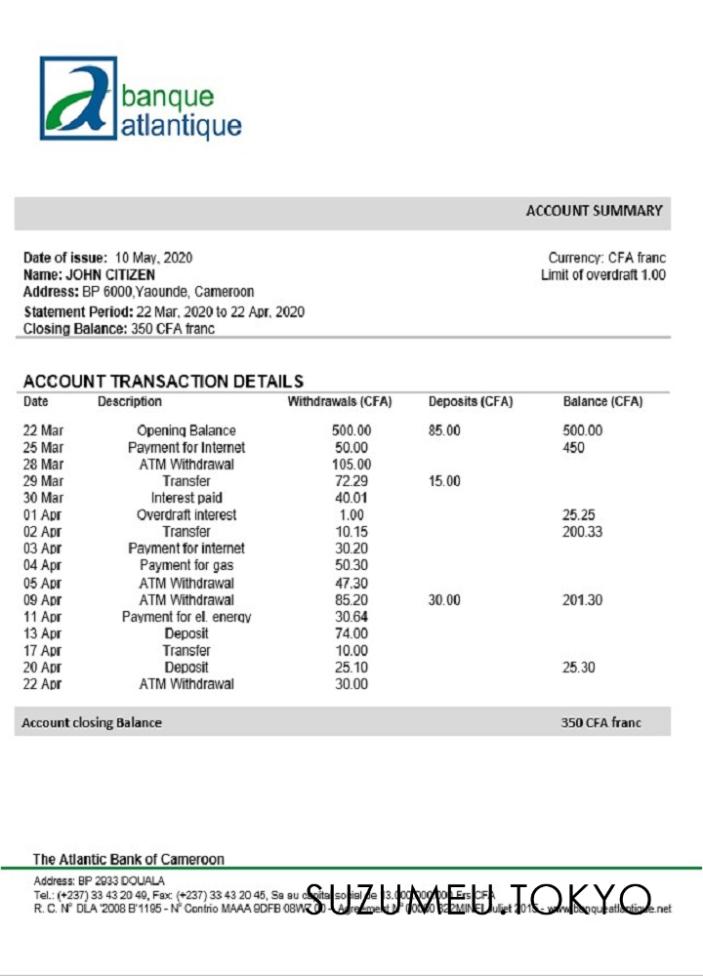 banque
atlantique
ACCOUNT SUMMARY
Date of issue: 10 May, 2020 Currency: CFA franc
Name: JOHN CITIZEN Limit of overdraft 1.00
Address: BP 6000,Yaounde, Cameroon
Statement Period: 22 Mar, 2020 to 22 Apr, 2020
Closing Balance: 350 CFA franc
ACCOUNT TRANSACTION DETAILS
Date Description Withdrawals (CFA) Deposits (CFA) Balance (CFA)
22 Mar Opening Balance 500.00 85.00 500.00
25 Mar Payment for Internet 50.00 450
28 Mar ATM Withdrawal 105.00
29 Mar Transfer 72.29 15.00
30 Mar Interest paid 40.01
01 Apr Overdraft interest 1.00 25.25
02 Apr Transfer 10.15 200.33
03 Apr Payment for internet 30.20
04 Apr Payment for gas 50.30
05 Apr ATM Withdrawal 47.30
09 Apr ATM Withdrawal 85.20 30.00 201.30
11 Apr Payment for el. energy 30.64
13 Apr Deposit 74.00
17 Apr Transfer 10.00
20 Apr Deposit 25.10 25.30
22 Apr ATM Withdrawal 30.00
Account closing Balance 350 CFA franc
The Atlantic Bank of Cameroon
Address: BP 2933 DOUALA
Tel.: (+237) 33 43 20 49, Fax: (+237) 33 43 20 45, Sa au capital social de CFA
R. C. N° DLA "2008 B'1195 - N° Contrio MAAA 9DFB - www.banqueatlantique.net
SUZUMEU.TOKYO